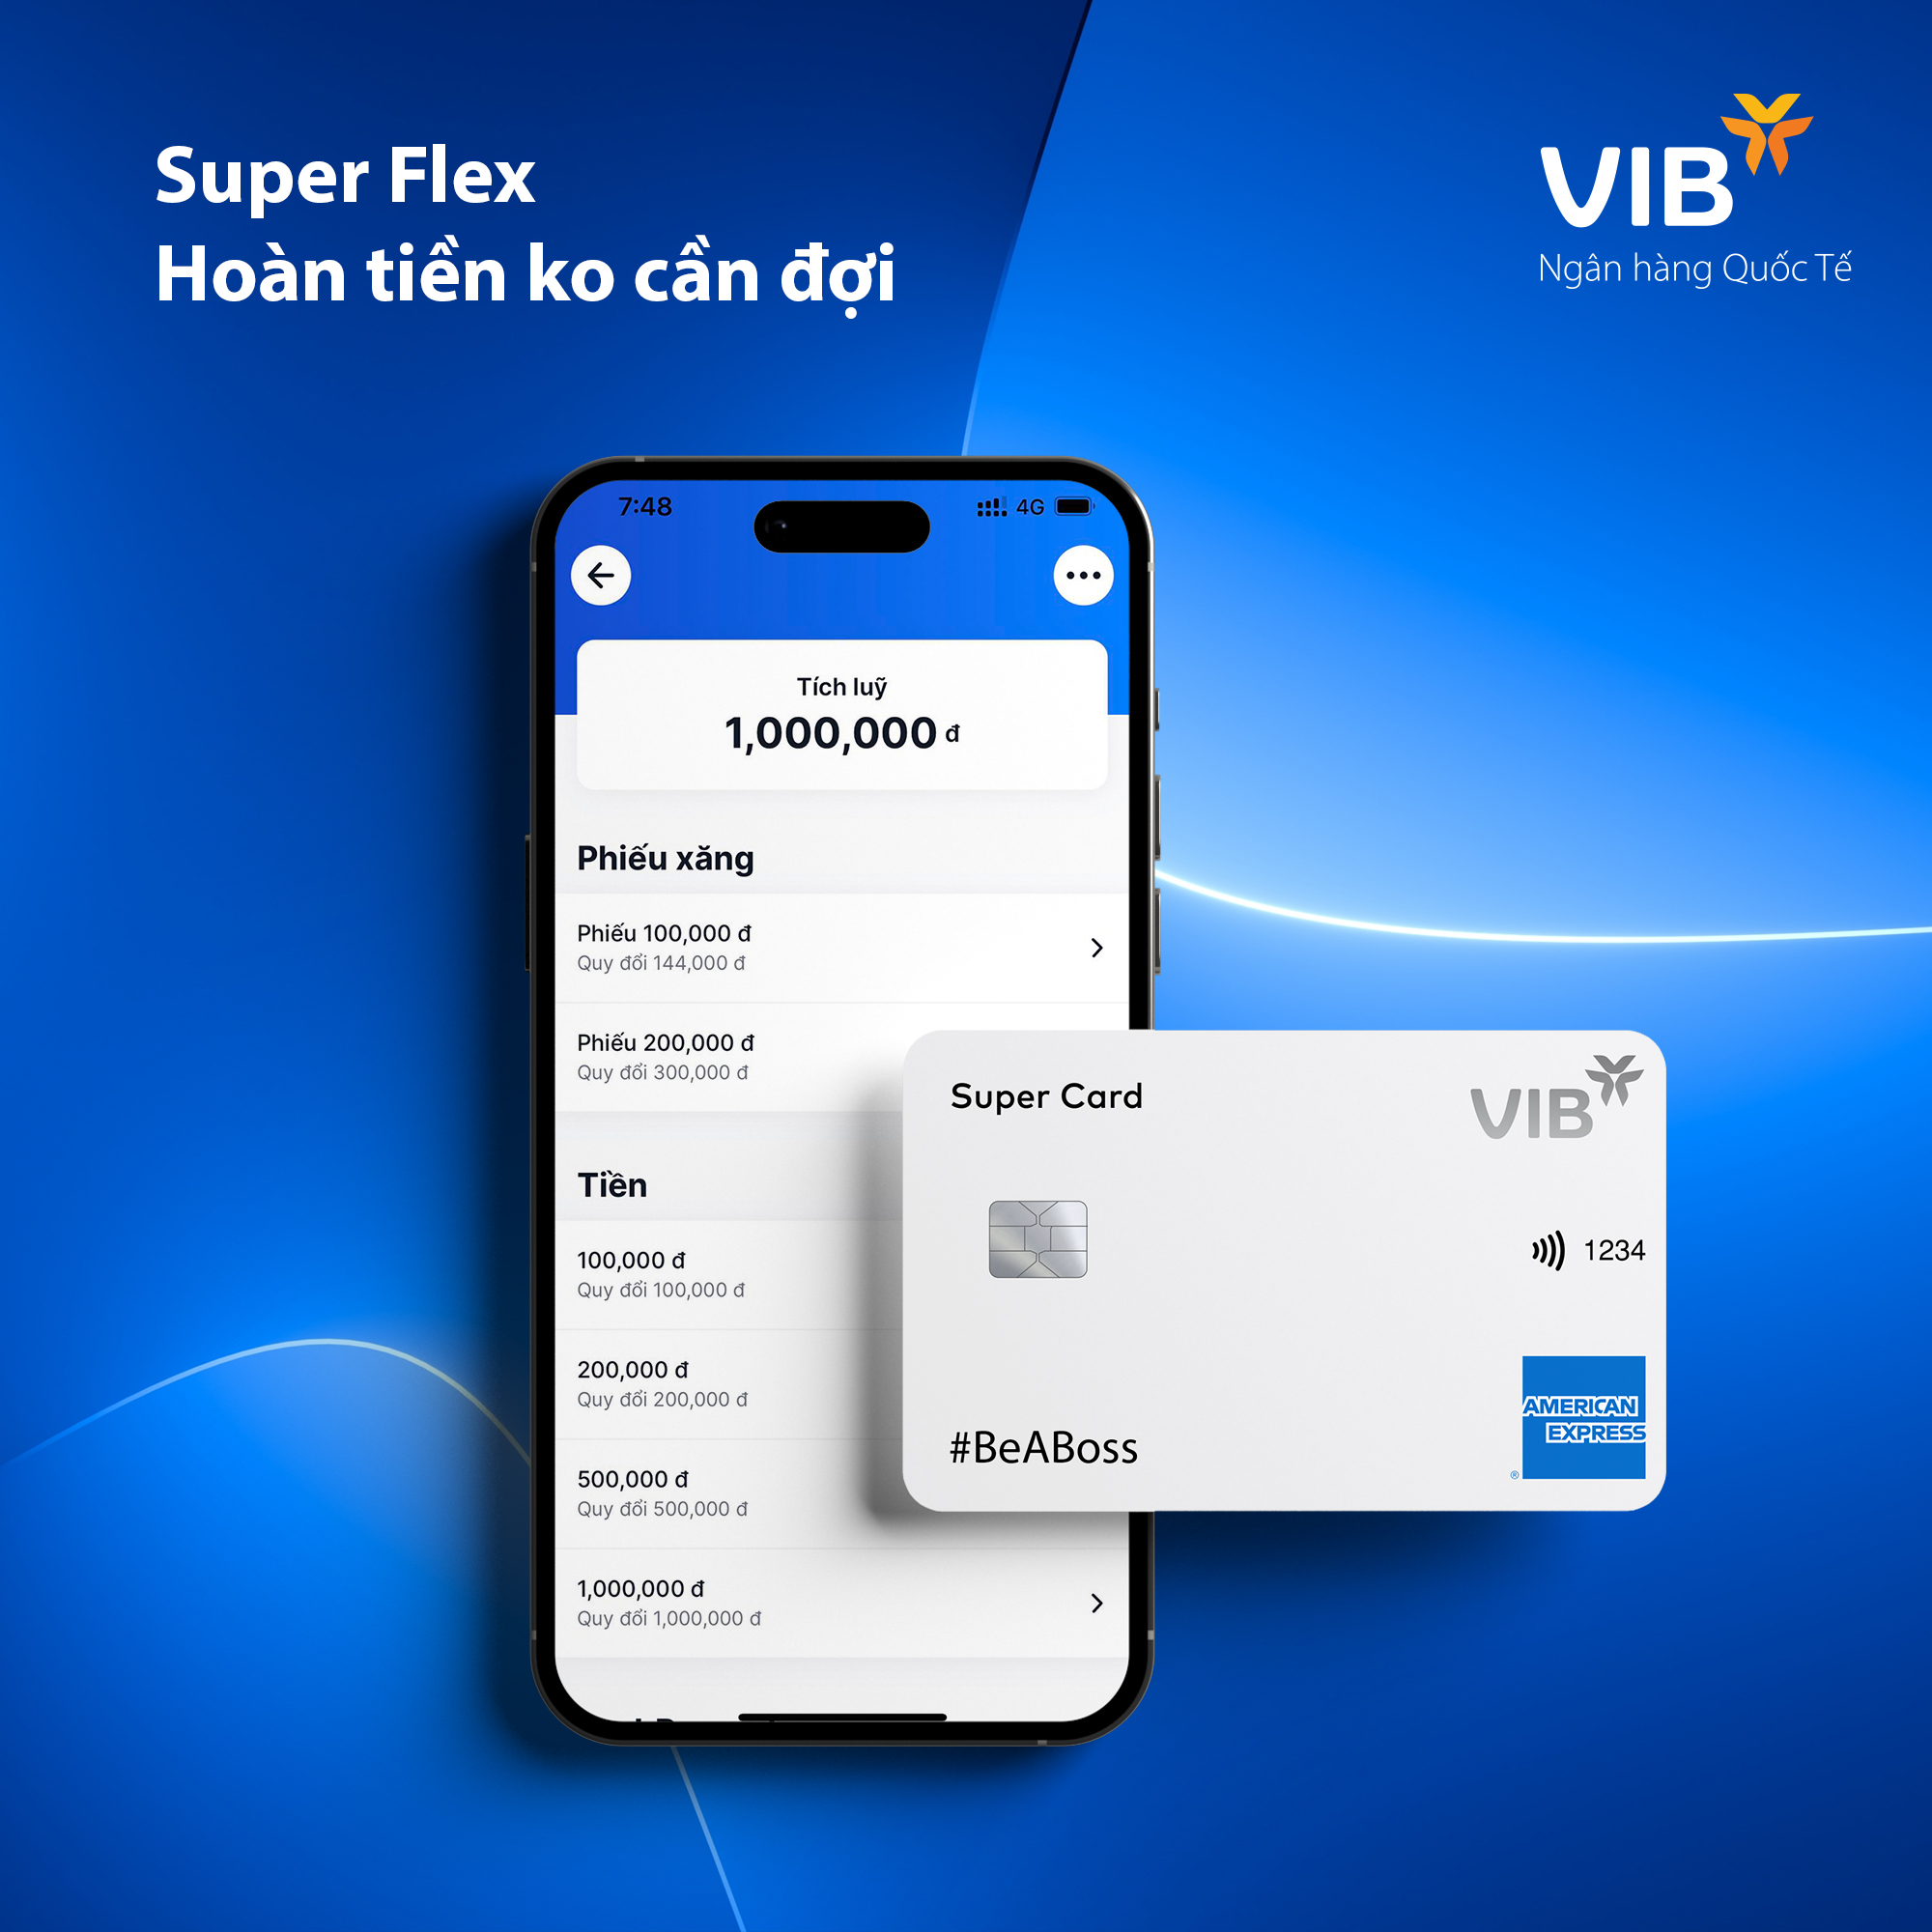 Super Flex
Hoàn tiền ko cần đợi
VIB
Ngân hàng Quốc Tế
7:48
4G
Tích luỹ
1,000,000 đ
Phiếu xăng
Phiếu 100,000 đ
Quy đổi 144,000 đ
Phiếu 200,000 đ
Quy đổi 300,000 đ
Tiền
100,000 đ
Quy đổi 100,000 đ
200,000 đ
Quy đổi 200,000 đ
500,000 đ
Quy đổi 500,000 đ
1,000,000 đ
Quy đổi 1,000,000 đ
Super Card
VIB
1234
#BeABoss
AMERICAN
EXPRESS
®